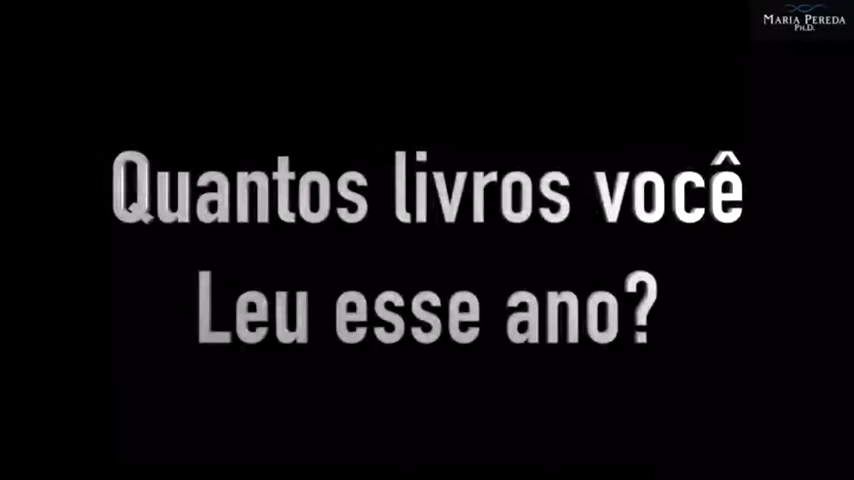 MARIA PEREDA
PH.D.
Quantos livros você
Leu esse ano?